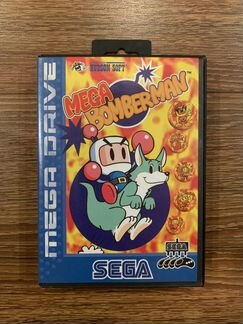 HUDSON SOFT
MEGA
BOMBERMAN
MEGA DRIVE
SEGA
SEGA